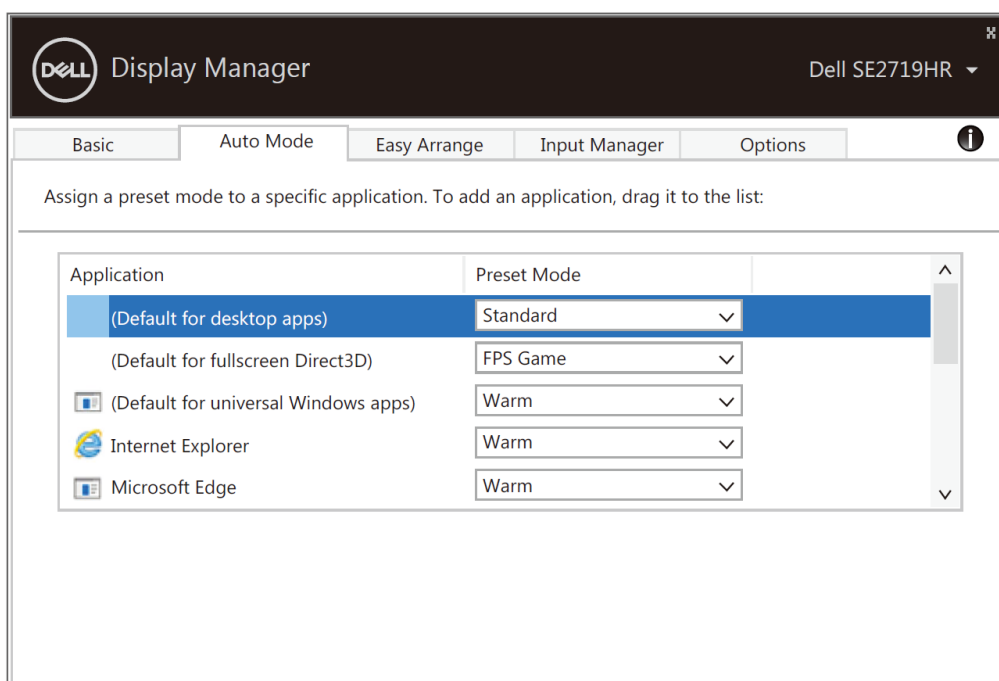 DELL Display Manager
Dell SE2719HR
Basic Auto Mode Easy Arrange Input Manager Options
Assign a preset mode to a specific application. To add an application, drag it to the list:
Application Preset Mode
(Default for desktop apps) Standard
(Default for fullscreen Direct3D) FPS Game
(Default for universal Windows apps) Warm
Internet Explorer Warm
Microsoft Edge Warm